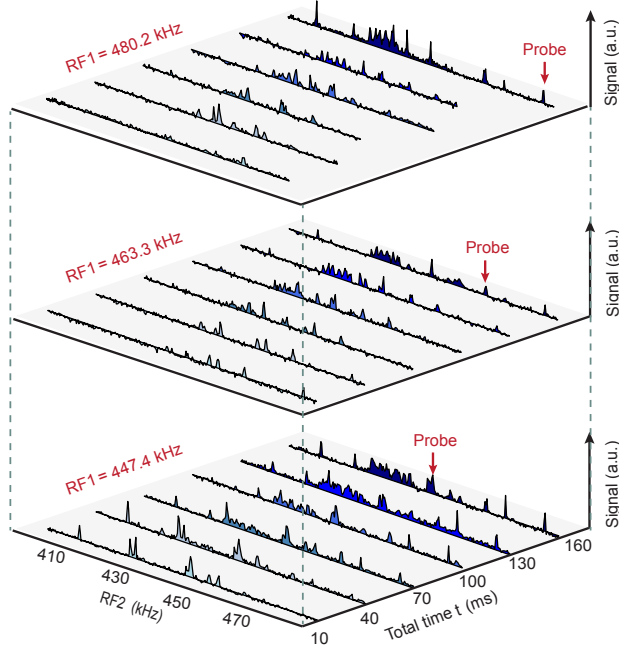 RF1 = 480.2 kHz
Probe
Signal (a.u.)
RF1 = 463.3 kHz
Probe
Signal (a.u.)
RF1 = 447.4 kHz
Probe
Signal (a.u.)
410
430
450
470
RF2 (kHz)
10
40
70
100
130
160
Total time t (ms)